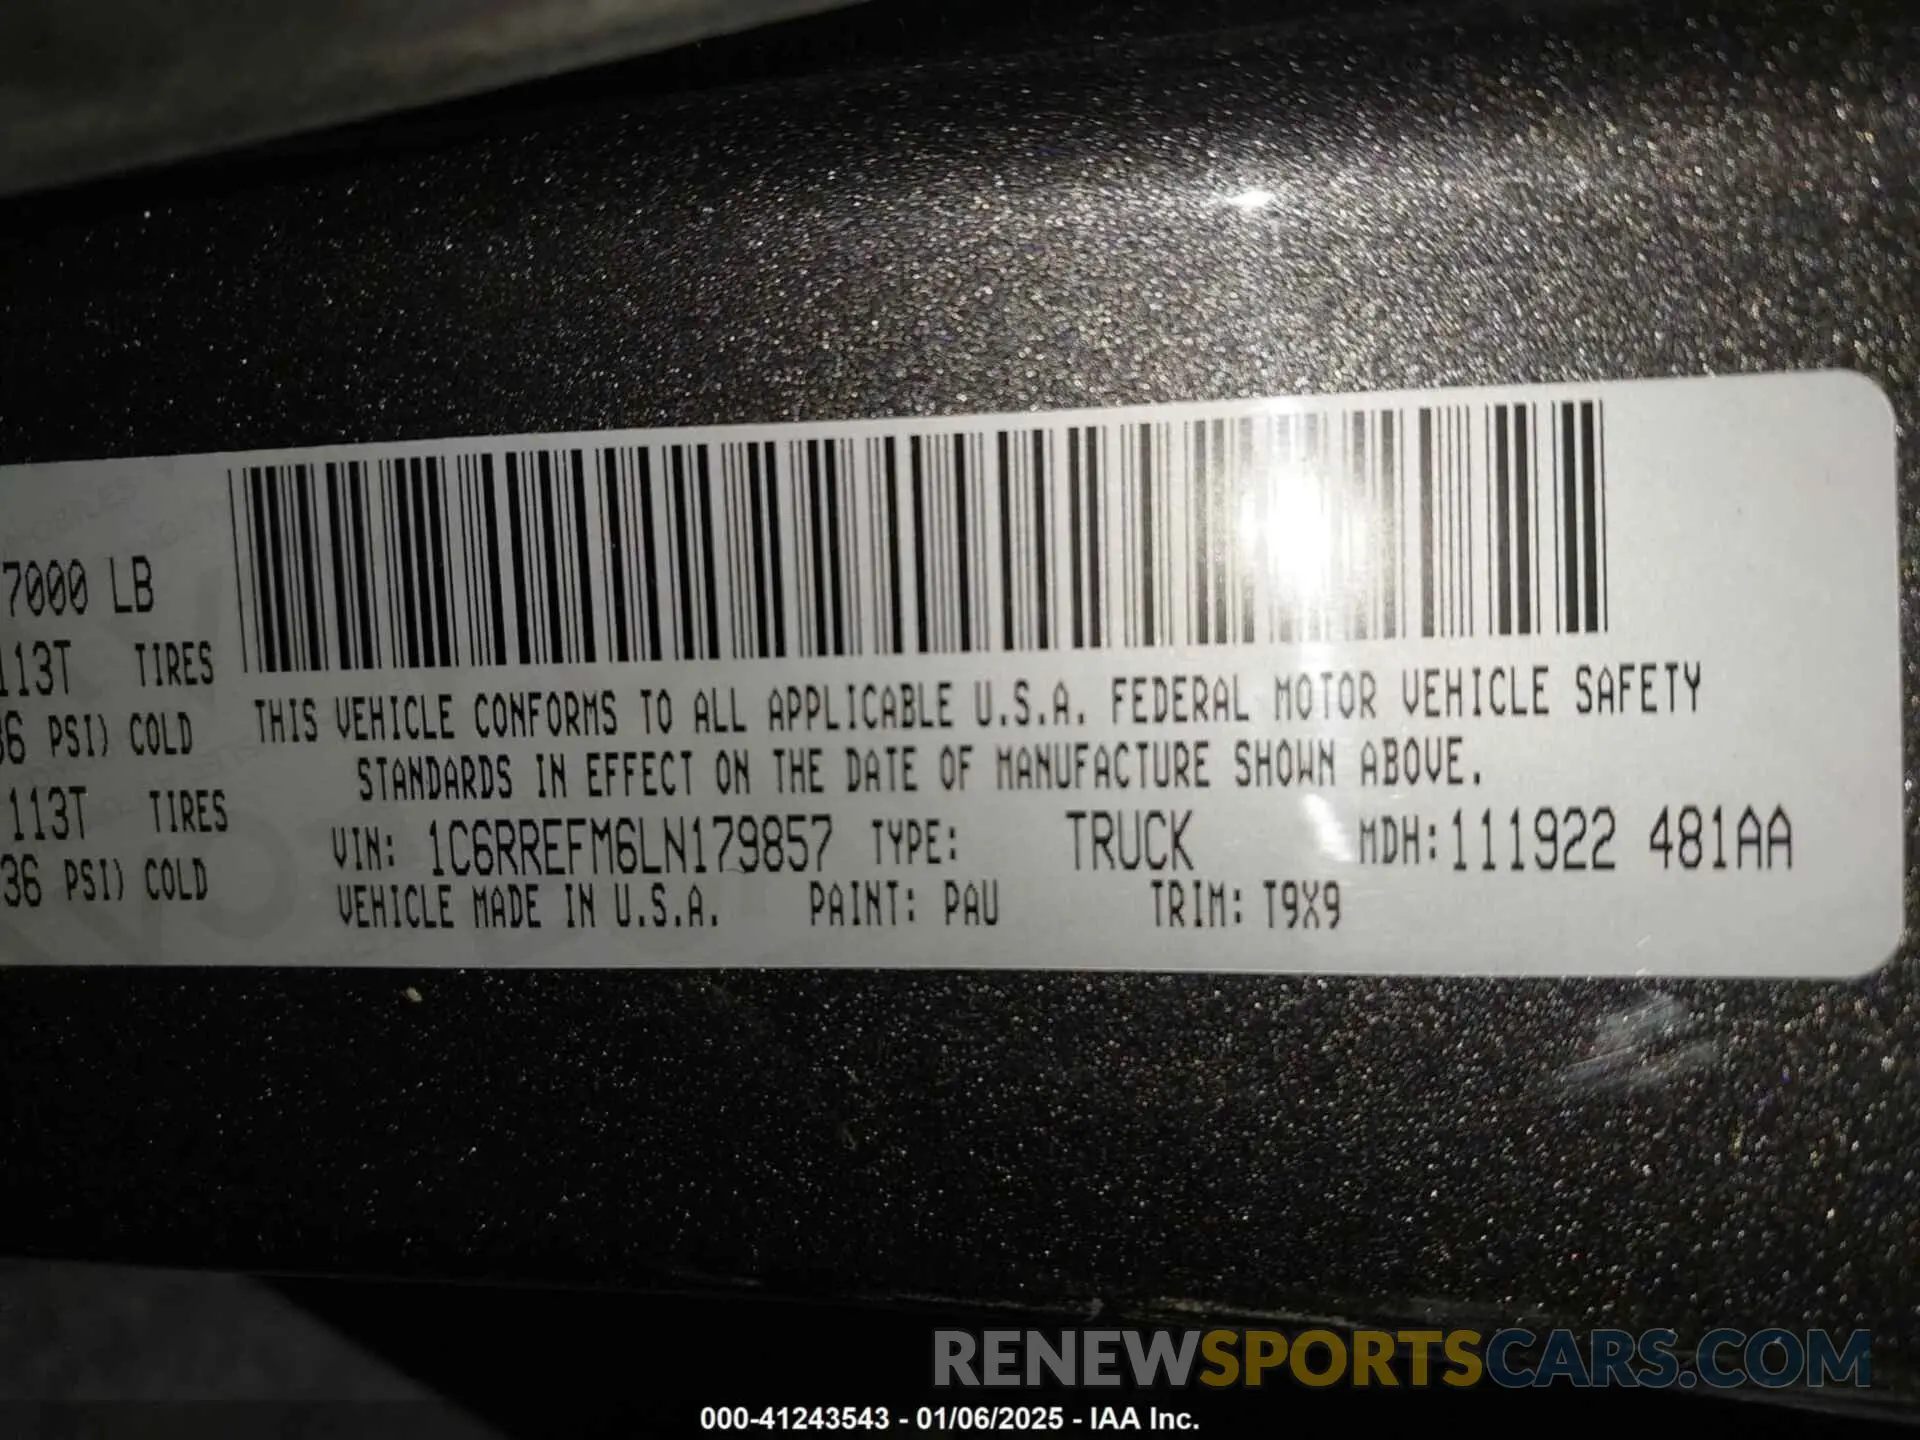 7000 LB
113T TIRES
36 PSI) COLD
113T TIRES
36 PSI) COLD
THIS VEHICLE CONFORMS TO ALL APPLICABLE U.S.A. FEDERAL MOTOR VEHICLE SAFETY
STANDARDS IN EFFECT ON THE DATE OF MANUFACTURE SHOWN ABOVE.
VIN: 1C6RREFM6LN179857 TYPE: TRUCK MDH:111922 481AA
VEHICLE MADE IN U.S.A. PAINT: PAU TRIM: T9X9
RENEWSPORTSCARS.COM
000-41243543 - 01/06/2025 - IAA Inc.